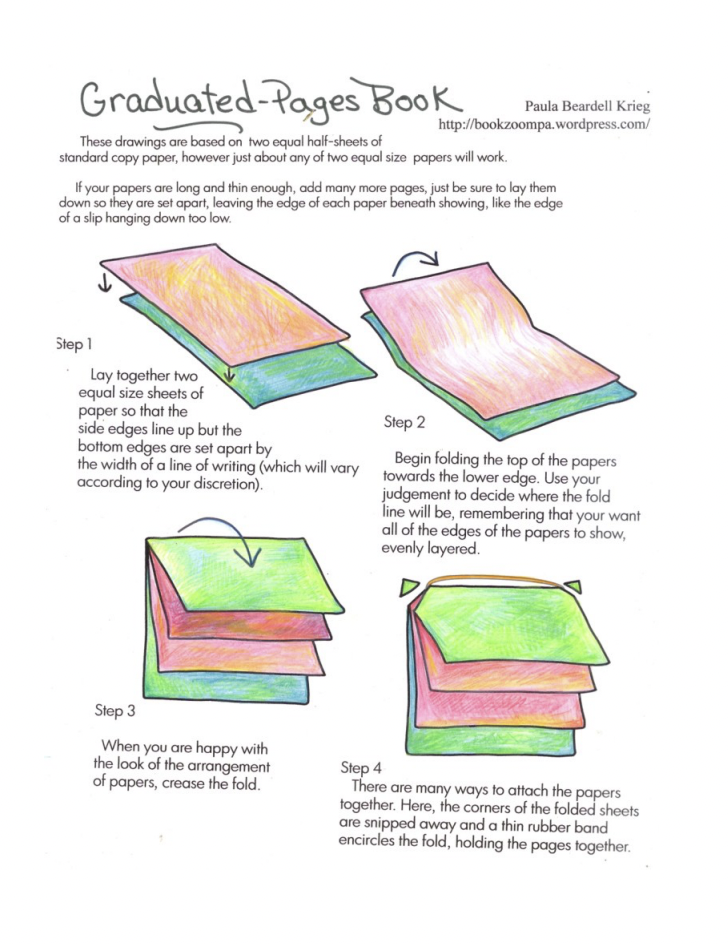 Graduated-Pages Book
Paula Beardell Krieg
http://bookzoompa.wordpress.com/
These drawings are based on two equal half-sheets of
standard copy paper, however just about any of two equal size papers will work.
If your papers are long and thin enough, add many more pages, just be sure to lay them
down so they are set apart, leaving the edge of each paper beneath showing, like the edge
of a slip hanging down too low.
Step 1
Lay together two
equal size sheets of
paper so that the
side edges line up but the
bottom edges are set apart by
the width of a line of writing (which will vary
according to your discretion).
Step 2
Begin folding the top of the papers
towards the lower edge. Use your
judgement to decide where the fold
line will be, remembering that your want
all of the edges of the papers to show,
evenly layered.
Step 3
When you are happy with
the look of the arrangement
of papers, crease the fold.
Step 4
There are many ways to attach the papers
together. Here, the corners of the folded sheets
are snipped away and a thin rubber band
encircles the fold, holding the pages together.